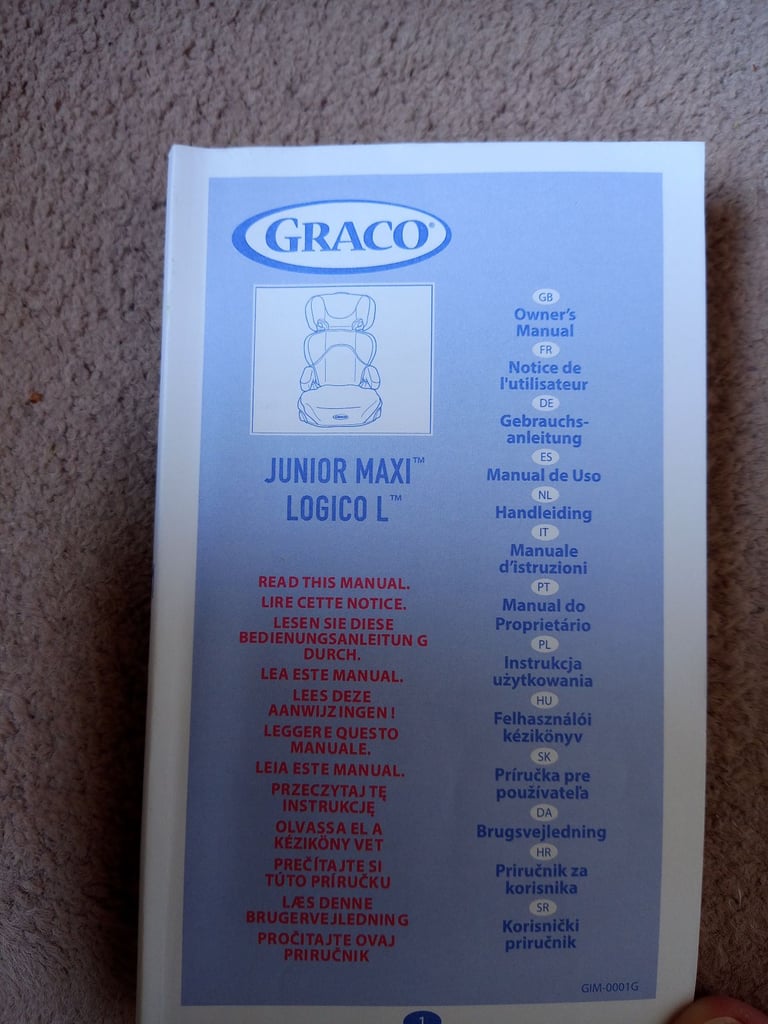 GRACO®
JUNIOR MAXI™
LOGICO L™
READ THIS MANUAL.
LIRE CETTE NOTICE.
LESEN SIE DIESE
BEDIENUNGSANLEITUN G
DURCH.
LEA ESTE MANUAL.
LEES DEZE
AANWIJZINGEN !
LEGGERE QUESTO
MANUALE.
LEIA ESTE MANUAL.
PRZECZYTAJ TĘ
INSTRUKCJĘ
OLVASSA EL A
KÉZIKÖNY VET
PREČÍTAJTE SI
TÚTO PRÍRUČKU
LÆS DENNE
BRUGERVEJLEDNIN G
PROČITAJTE OVAJ
PRIRUČNIK
GB
Owner's
Manual
FR
Notice de
l'utilisateur
DE
Gebrauchs-
anleitung
ES
Manual de Uso
NL
Handleiding
IT
Manuale
d'istruzioni
PT
Manual do
Proprietário
PL
Instrukcja
użytkowania
HU
Felhasználói
kézikönyv
SK
Príručka pre
používateľa
DA
Brugsvejledning
HR
Priručnik za
korisnika
SR
Korisnički
priručnik
GIM-0001G
1